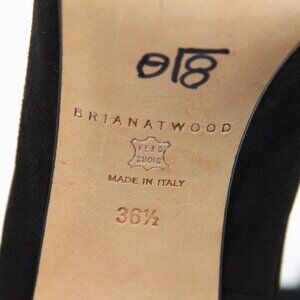 BRIANATWOOD
VERO
CUOIO
MADE IN ITALY
36½